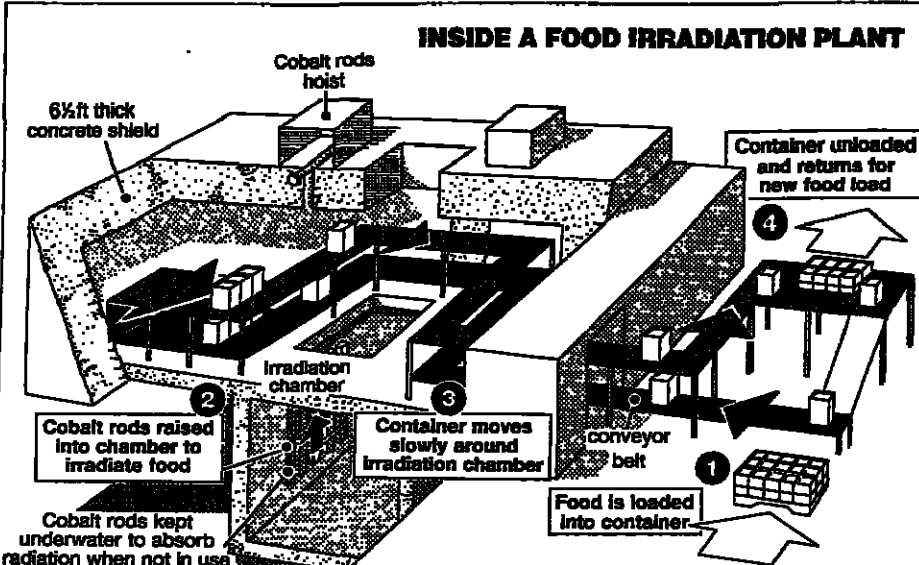 INSIDE A FOOD IRRADIATION PLANT
Cobalt rods
hoist
6½ft thick
concrete shield
Container unloaded
and returns for
new food load
4
Irradiation
chamber
2
Cobalt rods raised
into chamber to
irradiate food
3
Container moves
slowly around
irradiation chamber
conveyor
belt
1
Food is loaded
into container
Cobalt rods kept
underwater to absorb
radiation when not in use